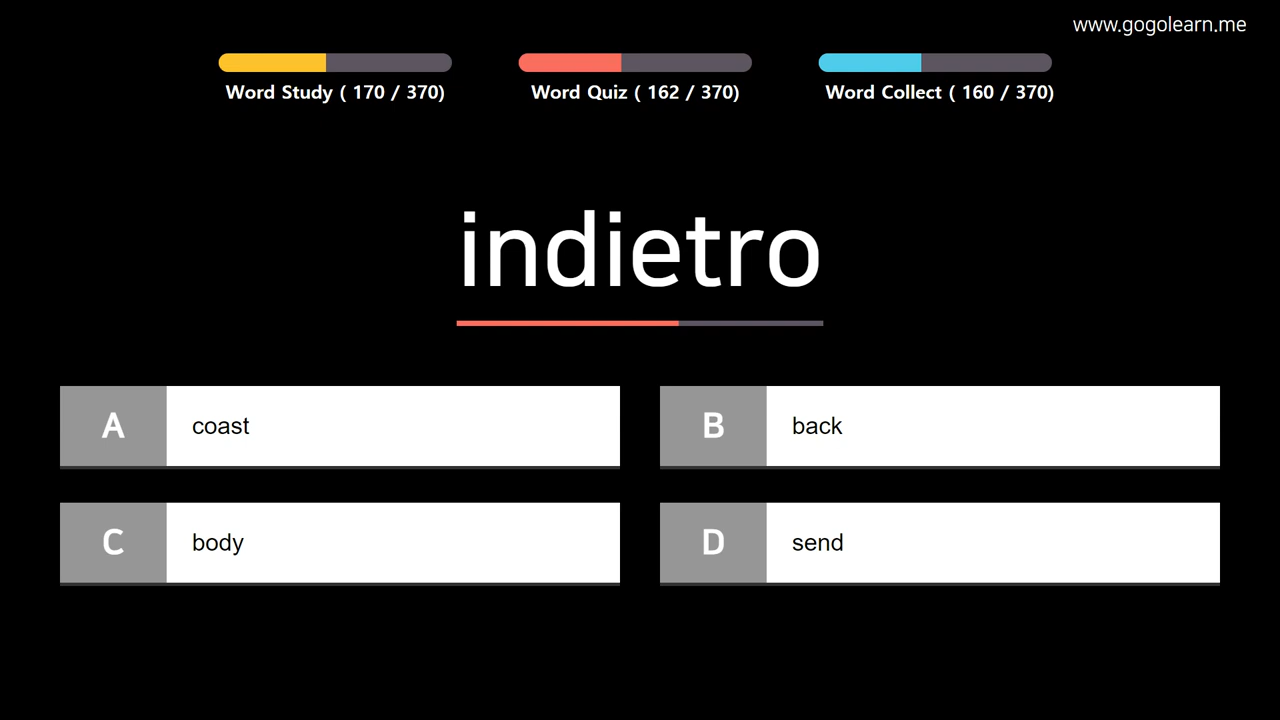 www.gogolearn.me
Word Study ( 170 / 370)
Word Quiz ( 162 / 370)
Word Collect ( 160 / 370)
indietro
A coast
B back
C body
D send